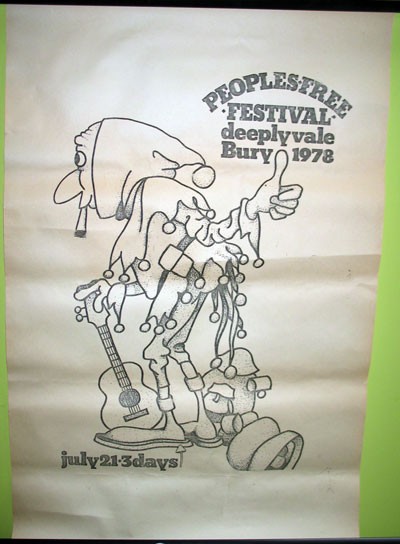 PEOPLES·FREE
·FESTIVAL·
deeplyvale
Bury 1978
july21·3days